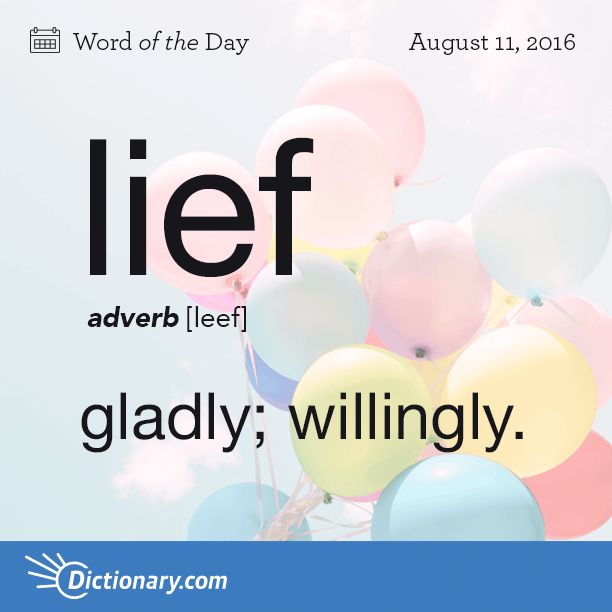 Word of the Day
August 11, 2016
lief
adverb [leef]
gladly; willingly.
Dictionary.com